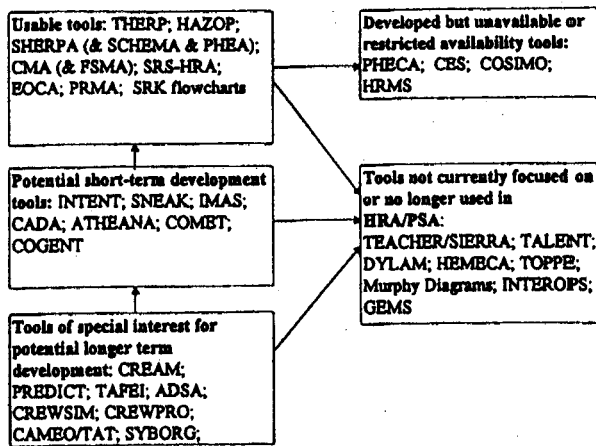 Usable tools: THERP; HAZOP;
SHERPA (& SCHEMA & PHEA);
CMA (& FSMA); SRS-HRA;
EOCA; PRMA; SRK flowcharts
Developed but unavailable or
restricted availability tools:
PHECA; CES; COSIMO;
HRMS
Potential short-term development
tools: INTENT; SNEAK; IMAS;
CADA; ATHEANA; COMET;
COGENT
Tools not currently focused on
or no longer used in
HRA/PSA:
TEACHER/SIERRA; TALENT;
DYLAM; HEMECA; TOPPE;
Murphy Diagrams; INTEROPS;
GEMS
Tools of special interest for
potential longer term
development: CREAM;
PREDICT; TAFEI; ADSA;
CREWSIM; CREWPRO;
CAMEO/TAT; SYBORG;